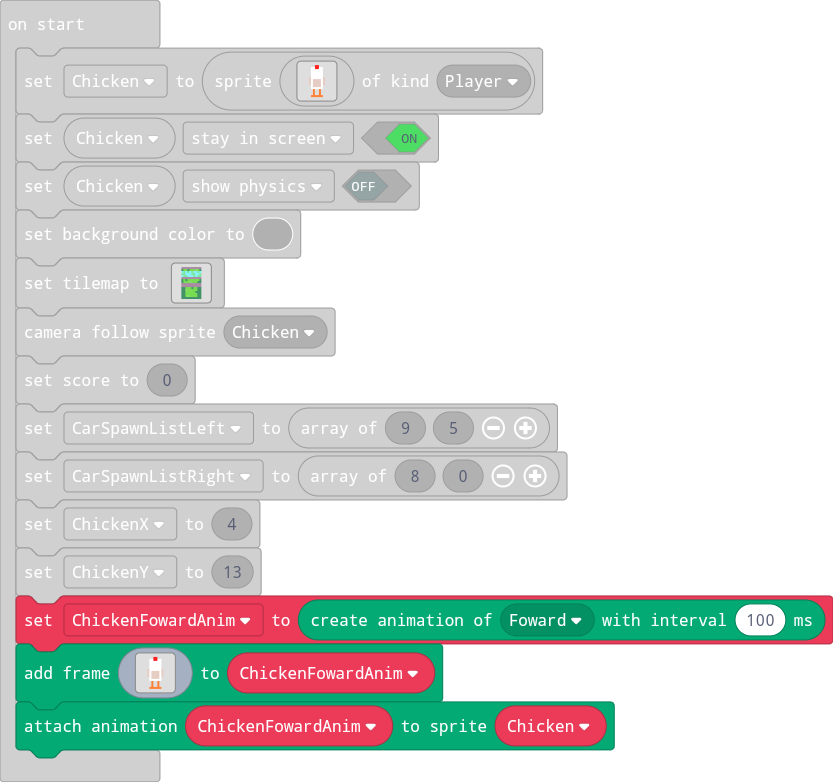 on start
set Chicken to sprite of kind Player
set Chicken stay in screen ON
set Chicken show physics OFF
set background color to
set tilemap to
camera follow sprite Chicken
set score to 0
set CarSpawnListLeft to array of 9 5
set CarSpawnListRight to array of 8 0
set ChickenX to 4
set ChickenY to 13
set ChickenFowardAnim to create animation of Foward with interval 100 ms
add frame to ChickenFowardAnim
attach animation ChickenFowardAnim to sprite Chicken